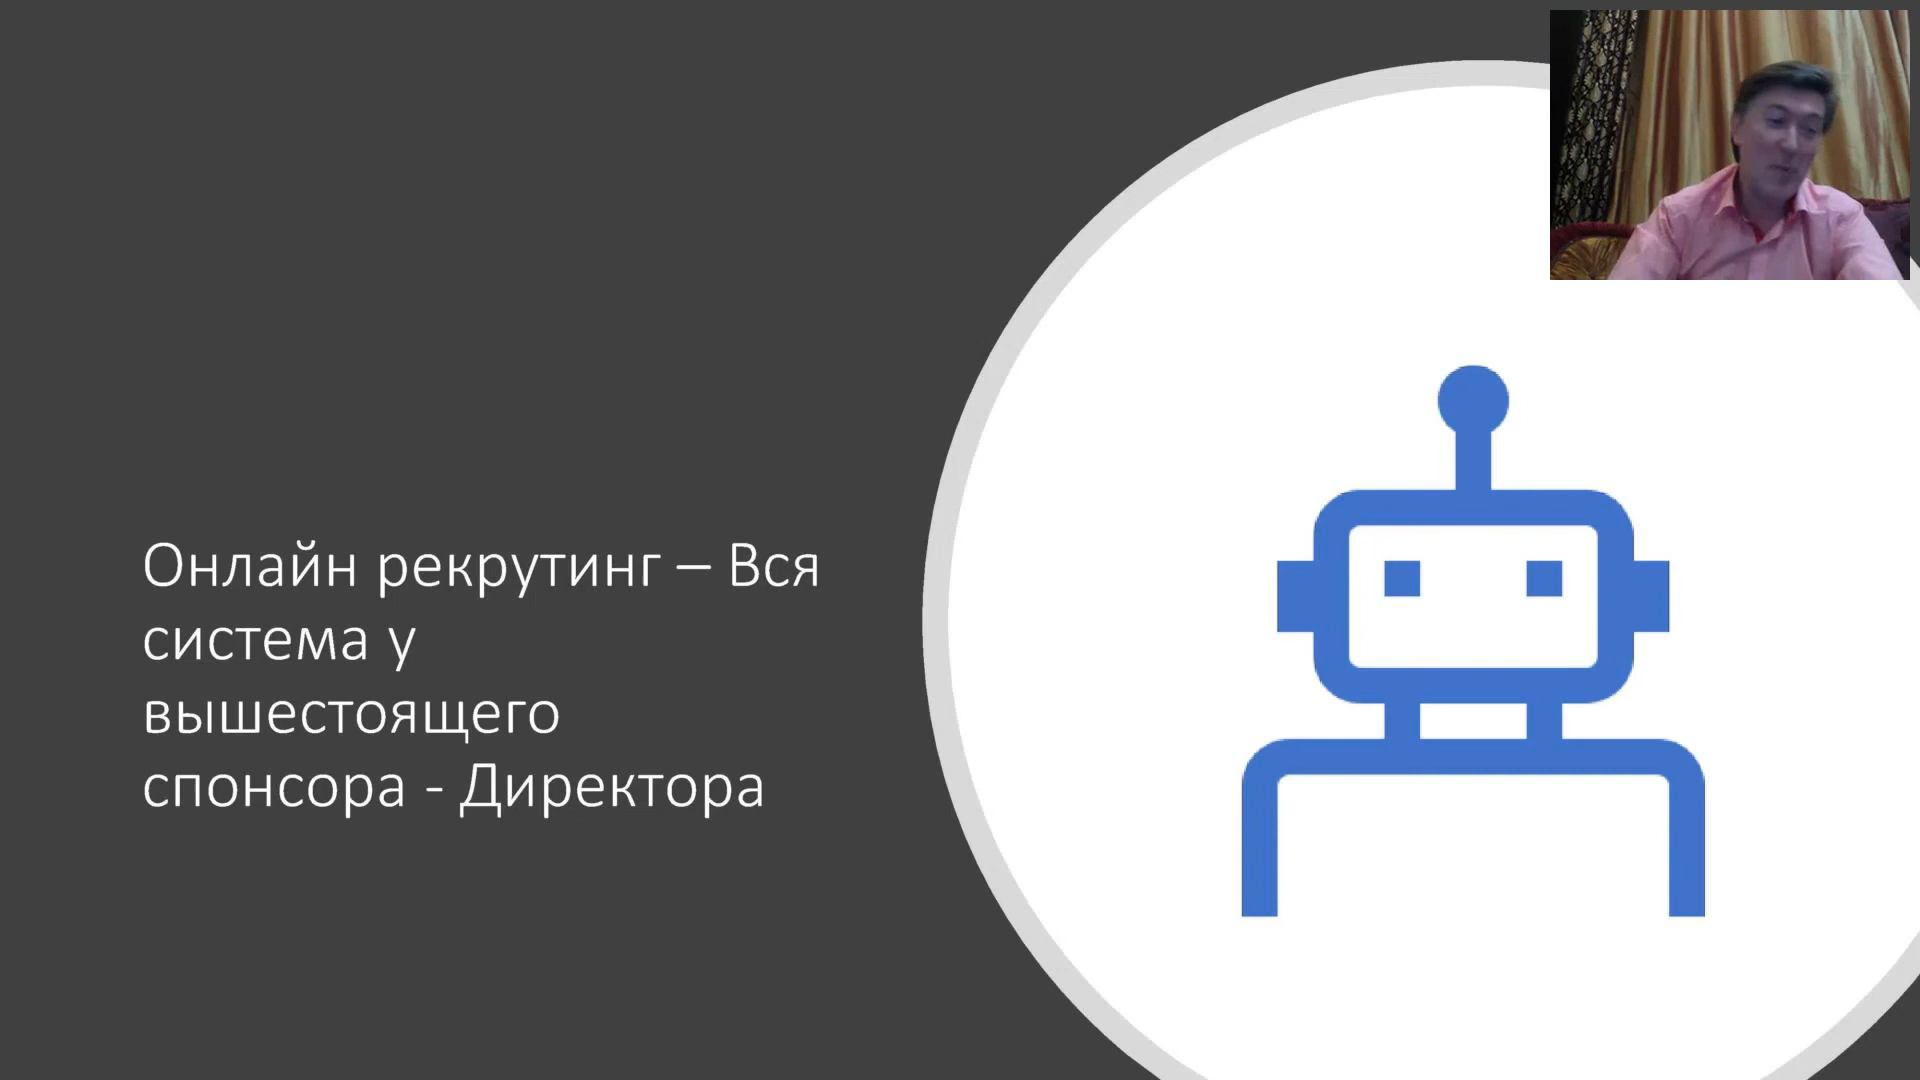 Онлайн рекрутинг – Вся
система у
вышестоящего
спонсора - Директора